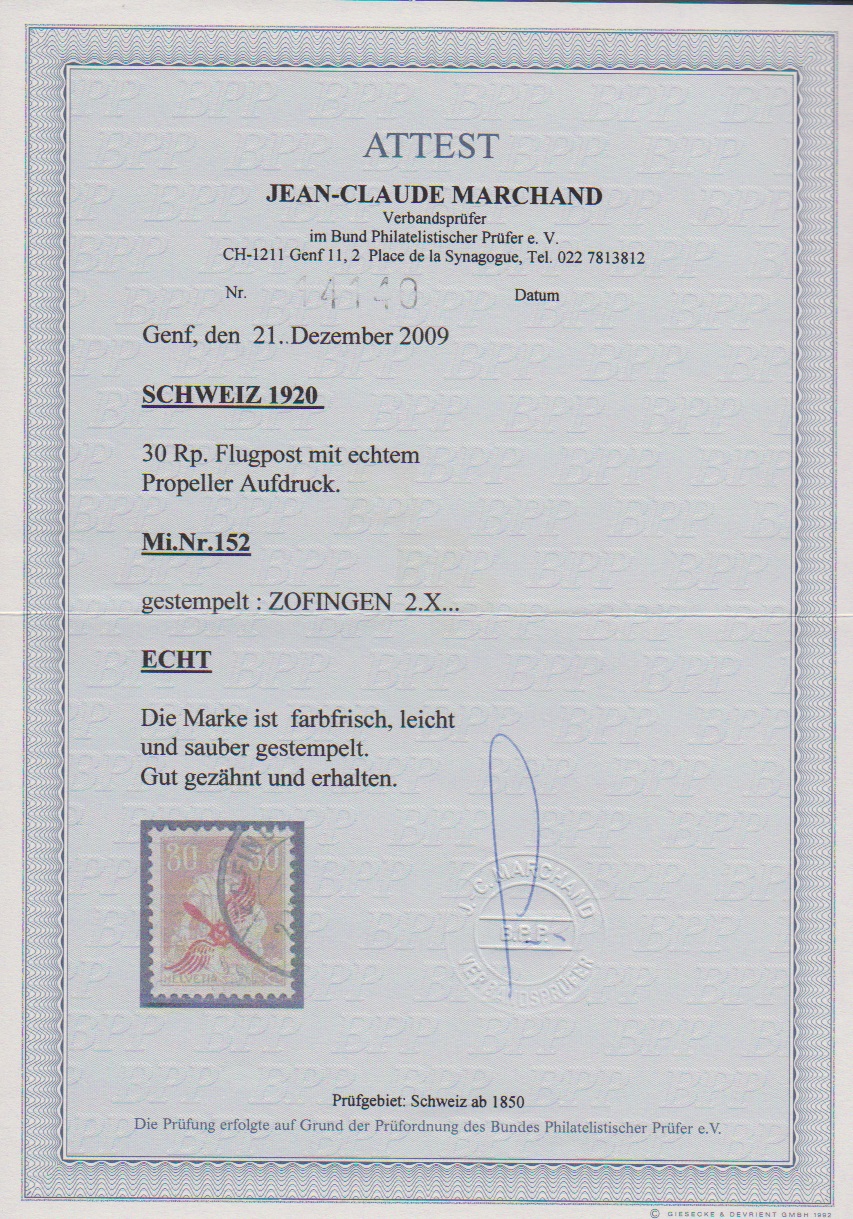 ATTEST
JEAN-CLAUDE MARCHAND
Verbandsprüfer
im Bund Philatelistischer Prüfer e. V.
CH-1211 Genf 11, 2 Place de la Synagogue, Tel. 022 7813812
Nr. 14140 Datum
Genf, den 21..Dezember 2009
SCHWEIZ 1920
30 Rp. Flugpost mit echtem
Propeller Aufdruck.
Mi.Nr.152
gestempelt : ZOFINGEN 2.X...
ECHT
Die Marke ist farbfrisch, leicht
und sauber gestempelt.
Gut gezähnt und erhalten.
30 30
HELVETIA
J. C. MARCHAND
B.P.P.
VERBANDSPRÜFER
Prüfgebiet: Schweiz ab 1850
Die Prüfung erfolgte auf Grund der Prüfordnung des Bundes Philatelistischer Prüfer e.V.
© GIESECKE & DEVRIENT GMBH 1992